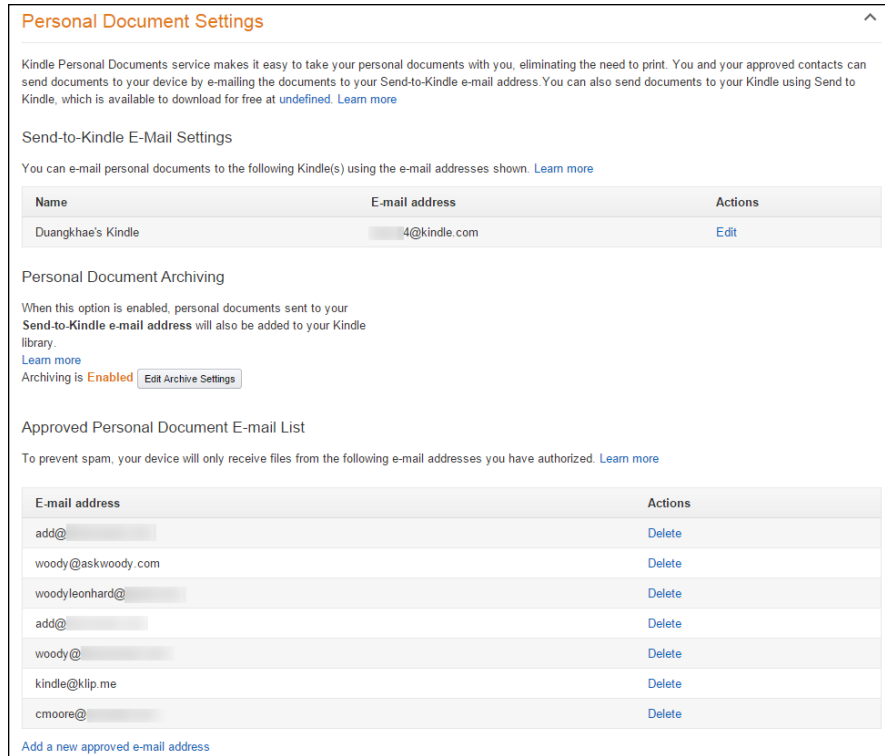 Personal Document Settings
Kindle Personal Documents service makes it easy to take your personal documents with you, eliminating the need to print. You and your approved contacts can
send documents to your device by e-mailing the documents to your Send-to-Kindle e-mail address.You can also send documents to your Kindle using Send to
Kindle, which is available to download for free at undefined. Learn more
Send-to-Kindle E-Mail Settings
You can e-mail personal documents to the following Kindle(s) using the e-mail addresses shown. Learn more
Name E-mail address Actions
Duangkhae's Kindle 4@kindle.com Edit
Personal Document Archiving
When this option is enabled, personal documents sent to your
Send-to-Kindle e-mail address will also be added to your Kindle
library.
Learn more
Archiving is Enabled Edit Archive Settings
Approved Personal Document E-mail List
To prevent spam, your device will only receive files from the following e-mail addresses you have authorized. Learn more
E-mail address Actions
add@ Delete
woody@askwoody.com Delete
woodyleonhard@ Delete
add@ Delete
woody@ Delete
kindle@klip.me Delete
cmoore@ Delete
Add a new approved e-mail address